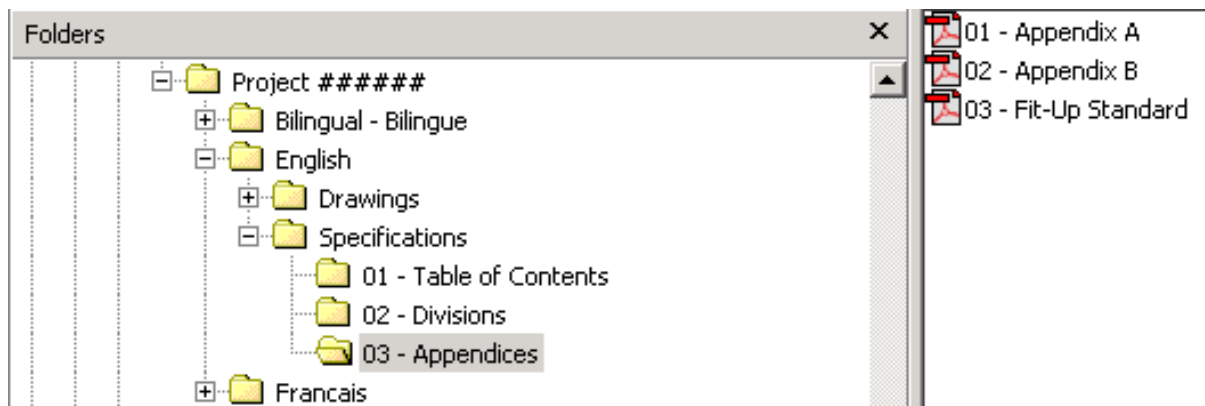 Folders
Project ######
Bilingual - Bilingue
English
Drawings
Specifications
01 - Table of Contents
02 - Divisions
03 - Appendices
Francais
01 - Appendix A
02 - Appendix B
03 - Fit-Up Standard